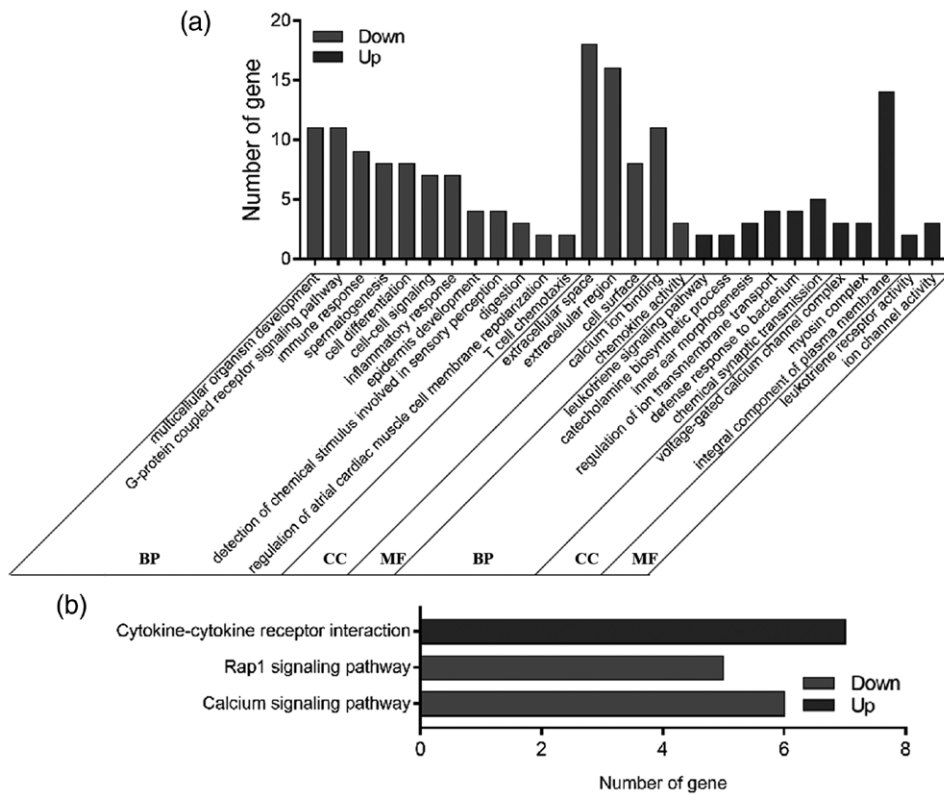 (a)
20
15
10
5
0
Number of gene
Down
Up
multicellular organism development
G-protein coupled receptor signaling pathway
immune response
spermatogenesis
cell differentiation
cell-cell signaling
inflammatory response
epidermis development
detection of chemical stimulus involved in sensory perception
digestion
regulation of atrial cardiac muscle cell membrane repolarization
T cell chemotaxis
extracellular space
extracellular region
cell surface
calcium ion binding
chemokine activity
leukotriene signaling pathway
catecholamine biosynthetic process
inner ear morphogenesis
regulation of ion transmembrane transport
defense response to bacterium
chemical synaptic transmission
voltage-gated calcium channel complex
myosin complex
integral component of plasma membrane
leukotriene receptor activity
ion channel activity
BP CC MF BP CC MF
(b)
Cytokine-cytokine receptor interaction
Rap1 signaling pathway
Calcium signaling pathway
Down
Up
0 2 4 6 8
Number of gene